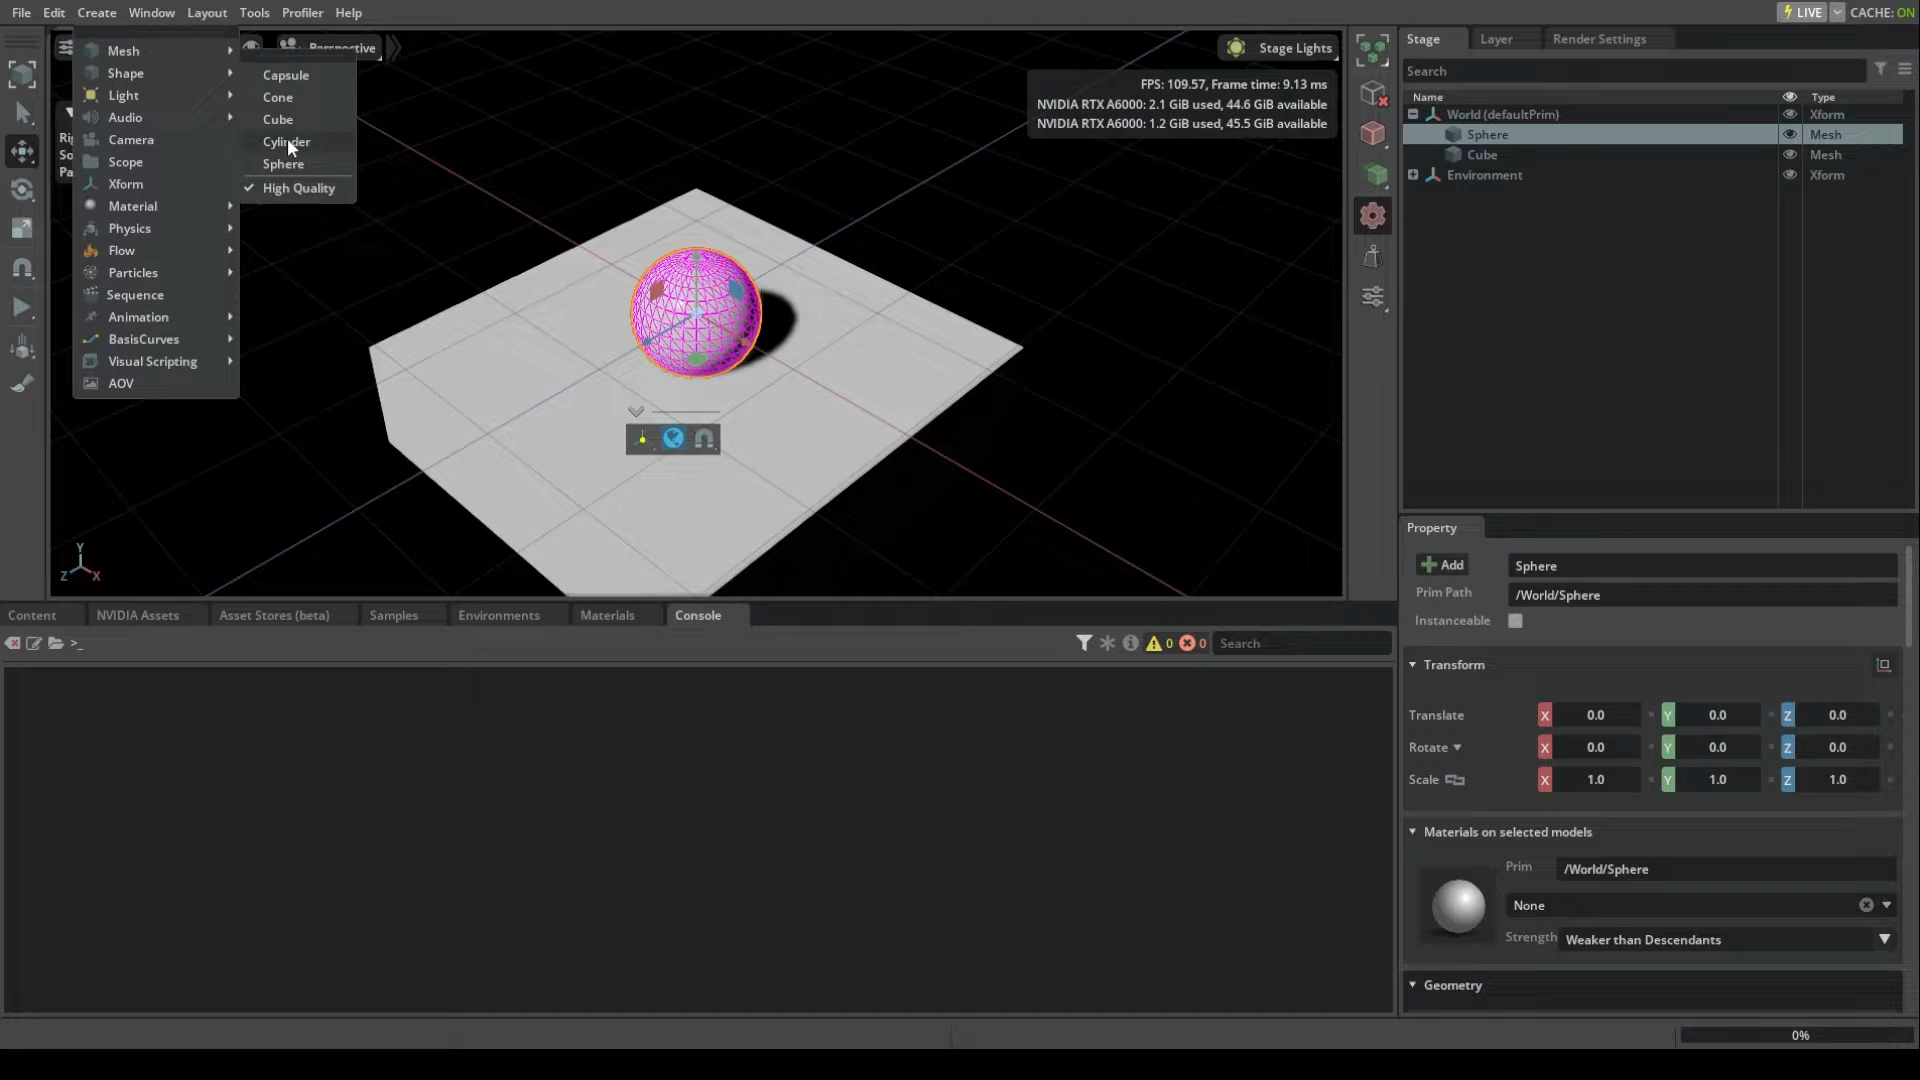 File Edit Create Window Layout Tools Profiler Help
LIVE CACHE: ON
Mesh
Shape
Light
Audio
Camera
Scope
Xform
Material
Physics
Flow
Particles
Sequence
Animation
BasisCurves
Visual Scripting
AOV
Capsule
Cone
Cube
Cylinder
Sphere
High Quality
Perspective
Stage Lights
FPS: 109.57, Frame time: 9.13 ms
NVIDIA RTX A6000: 2.1 GiB used, 44.6 GiB available
NVIDIA RTX A6000: 1.2 GiB used, 45.5 GiB available
Y
Z X
Stage Layer Render Settings
Search
Name Type
World (defaultPrim) Xform
Sphere Mesh
Cube Mesh
Environment Xform
Property
Add Sphere
Prim Path /World/Sphere
Instanceable
Transform
Translate X 0.0 Y 0.0 Z 0.0
Rotate X 0.0 Y 0.0 Z 0.0
Scale X 1.0 Y 1.0 Z 1.0
Materials on selected models
Prim /World/Sphere
None
Strength Weaker than Descendants
Geometry
Content NVIDIA Assets Asset Stores (beta) Samples Environments Materials Console
>_ 0 0 Search
0%